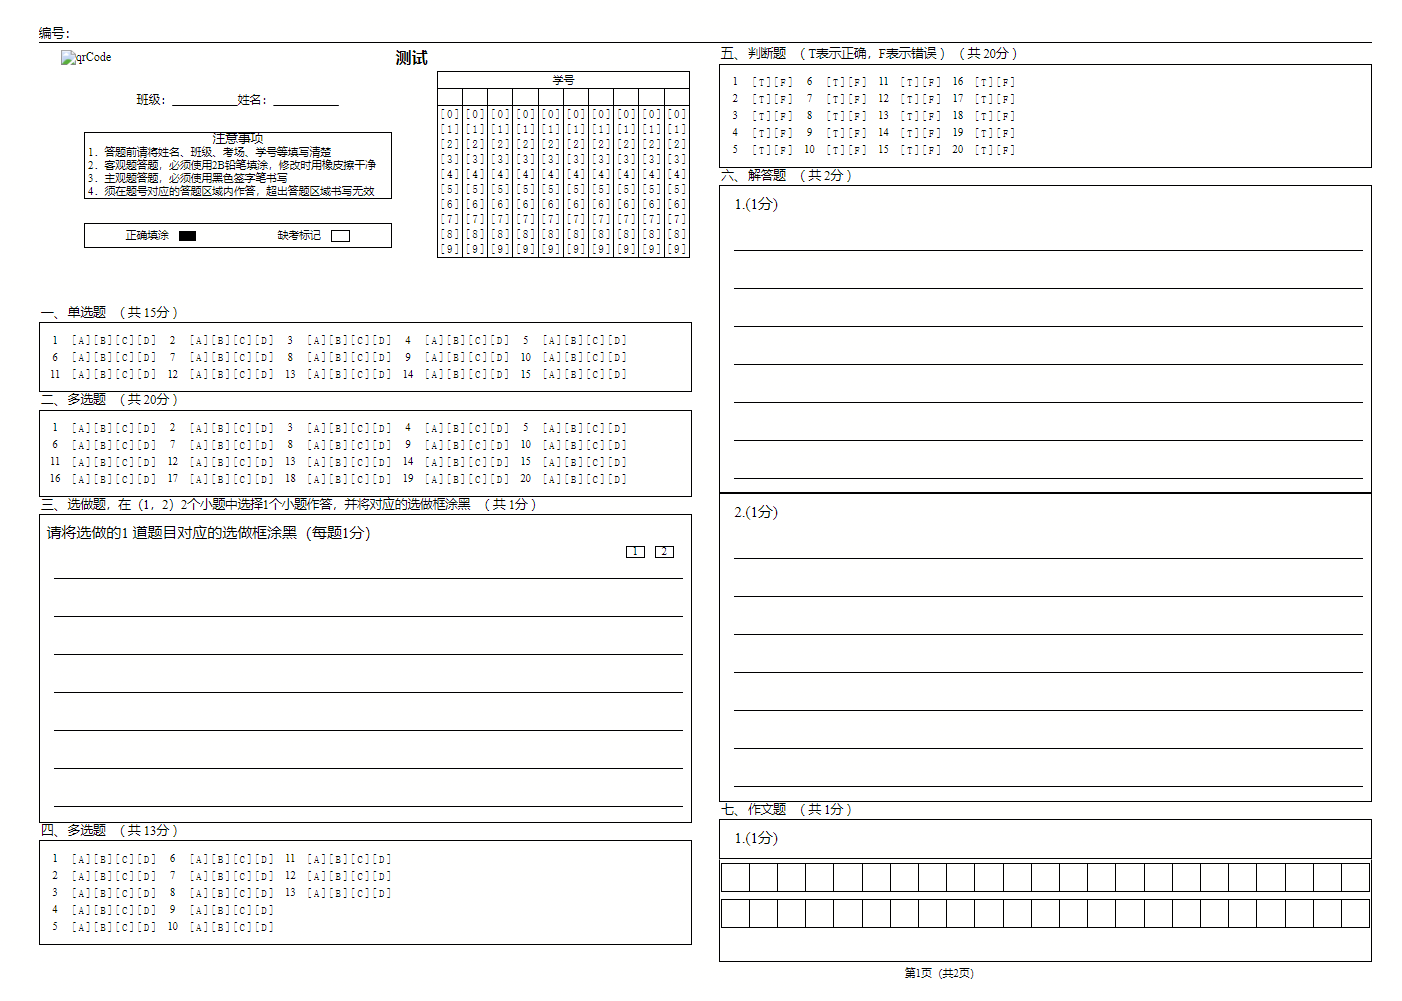 编号：
qrCode
测试
班级：___________姓名：___________
注意事项
1．答题前请将姓名、班级、考场、学号等填写清楚
2．客观题答题，必须使用2B铅笔填涂，修改时用橡皮擦干净
3．主观题答题，必须使用黑色签字笔书写
4．须在题号对应的答题区域内作答，超出答题区域书写无效
正确填涂 缺考标记
学号
[0] [0] [0] [0] [0] [0] [0] [0] [0] [0]
[1] [1] [1] [1] [1] [1] [1] [1] [1] [1]
[2] [2] [2] [2] [2] [2] [2] [2] [2] [2]
[3] [3] [3] [3] [3] [3] [3] [3] [3] [3]
[4] [4] [4] [4] [4] [4] [4] [4] [4] [4]
[5] [5] [5] [5] [5] [5] [5] [5] [5] [5]
[6] [6] [6] [6] [6] [6] [6] [6] [6] [6]
[7] [7] [7] [7] [7] [7] [7] [7] [7] [7]
[8] [8] [8] [8] [8] [8] [8] [8] [8] [8]
[9] [9] [9] [9] [9] [9] [9] [9] [9] [9]
一、单选题 （共 15分）
1 [A][B][C][D] 2 [A][B][C][D] 3 [A][B][C][D] 4 [A][B][C][D] 5 [A][B][C][D]
6 [A][B][C][D] 7 [A][B][C][D] 8 [A][B][C][D] 9 [A][B][C][D] 10 [A][B][C][D]
11 [A][B][C][D] 12 [A][B][C][D] 13 [A][B][C][D] 14 [A][B][C][D] 15 [A][B][C][D]
二、多选题 （共 20分）
1 [A][B][C][D] 2 [A][B][C][D] 3 [A][B][C][D] 4 [A][B][C][D] 5 [A][B][C][D]
6 [A][B][C][D] 7 [A][B][C][D] 8 [A][B][C][D] 9 [A][B][C][D] 10 [A][B][C][D]
11 [A][B][C][D] 12 [A][B][C][D] 13 [A][B][C][D] 14 [A][B][C][D] 15 [A][B][C][D]
16 [A][B][C][D] 17 [A][B][C][D] 18 [A][B][C][D] 19 [A][B][C][D] 20 [A][B][C][D]
三、选做题，在（1，2）2个小题中选择1个小题作答，并将对应的选做框涂黑 （共 1分）
请将选做的1 道题目对应的选做框涂黑（每题1分）
1 2
四、多选题 （共 13分）
1 [A][B][C][D] 6 [A][B][C][D] 11 [A][B][C][D]
2 [A][B][C][D] 7 [A][B][C][D] 12 [A][B][C][D]
3 [A][B][C][D] 8 [A][B][C][D] 13 [A][B][C][D]
4 [A][B][C][D] 9 [A][B][C][D]
5 [A][B][C][D] 10 [A][B][C][D]
五、判断题 （T表示正确，F表示错误） （共 20分）
1 [T][F] 6 [T][F] 11 [T][F] 16 [T][F]
2 [T][F] 7 [T][F] 12 [T][F] 17 [T][F]
3 [T][F] 8 [T][F] 13 [T][F] 18 [T][F]
4 [T][F] 9 [T][F] 14 [T][F] 19 [T][F]
5 [T][F] 10 [T][F] 15 [T][F] 20 [T][F]
六、解答题 （共 2分）
1.(1分)
2.(1分)
七、作文题 （共 1分）
1.(1分)
第1页（共2页）